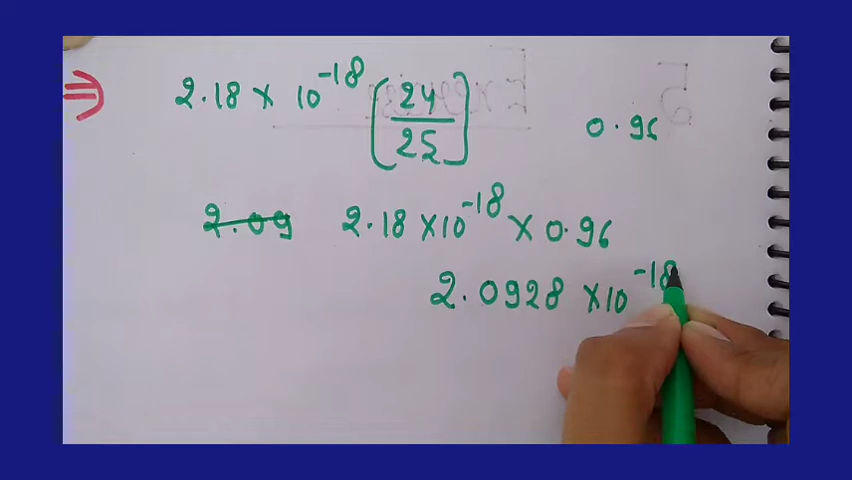 ⇒ 2.18 × 10^-18 [24/25]
0.96
2.09 2.18 × 10^-18 × 0.96
2.0928 × 10^-18